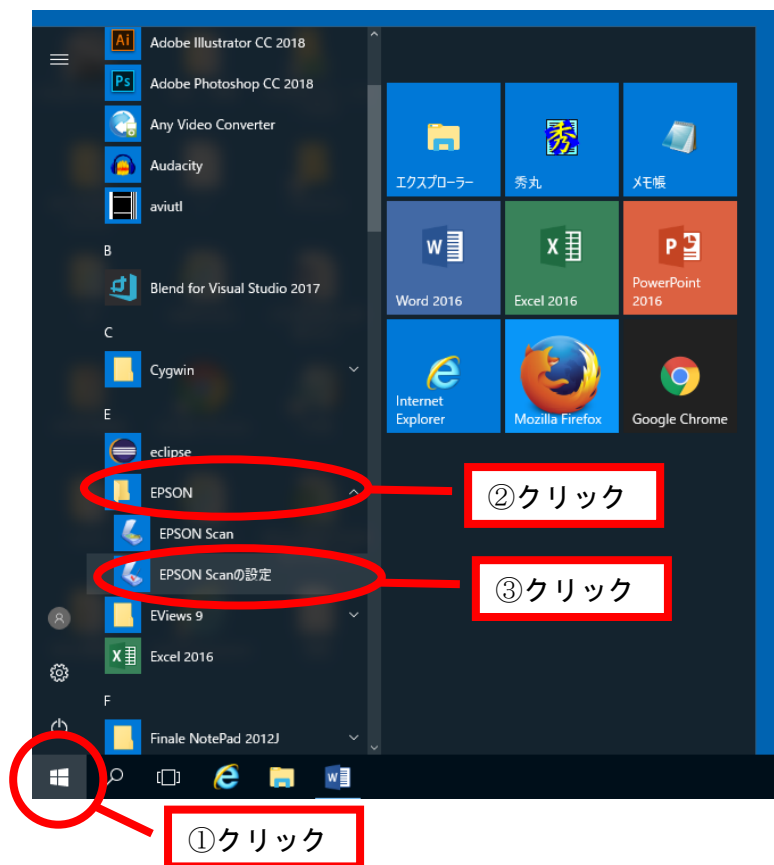 Adobe Illustrator CC 2018
Adobe Photoshop CC 2018
Any Video Converter
Audacity
aviutl
B
Blend for Visual Studio 2017
C
Cygwin
E
eclipse
EPSON
EPSON Scan
EPSON Scanの設定
EViews 9
Excel 2016
F
Finale NotePad 2012J
エクスプローラー
秀丸
メモ帳
Word 2016
Excel 2016
PowerPoint
2016
Internet
Explorer
Mozilla Firefox
Google Chrome
②クリック
③クリック
①クリック